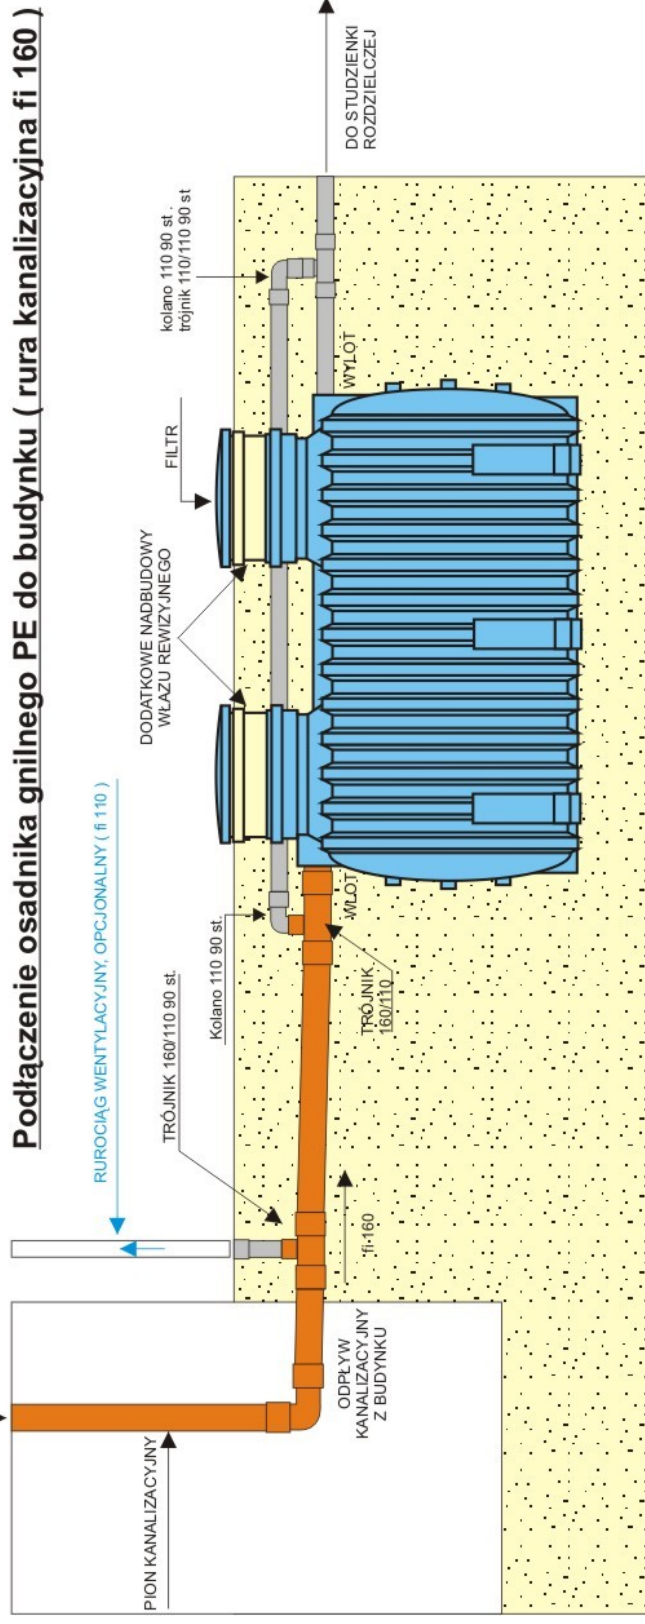 Podłączenie osadnika gnilnego PE do budynku ( rura kanalizacyjna fi 160 )
RUROCIĄG WENTYLACYJNY, OPCJONALNY ( fi 110 )
PION KANALIZACYJNY
TRÓJNIK 160/110 90 st.
Kolano 110 90 st.
DODATKOWE NADBUDOWY
WŁAZU REWIZYJNEGO
FILTR
kolano 110 90 st .
trójnik 110/110 90 st
DO STUDZIENKI
ROZDZIELCZEJ
ODPŁYW
KANALIZACYJNY
Z BUDYNKU
fi 160
TRÓJNIK
160/110
WLOT
WYLOT